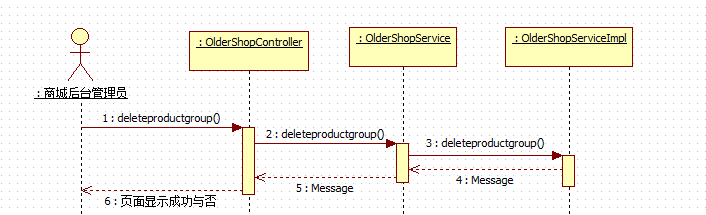 : OlderShopController
: OlderShopService
: OlderShopServiceImpl
: 商城后台管理员
1 : deleteproductgroup()
2 : deleteproductgroup()
3 : deleteproductgroup()
4 : Message
5 : Message
6 : 页面显示成功与否